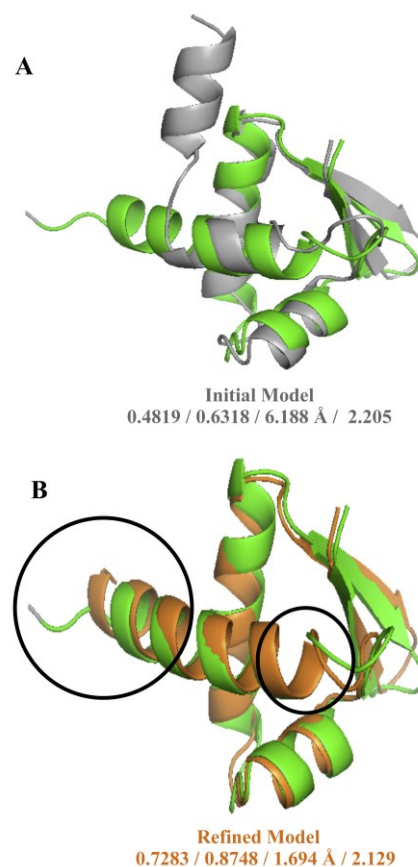 A
Initial Model
0.4819 / 0.6318 / 6.188 Å / 2.205
B
Refined Model
0.7283 / 0.8748 / 1.694 Å / 2.129